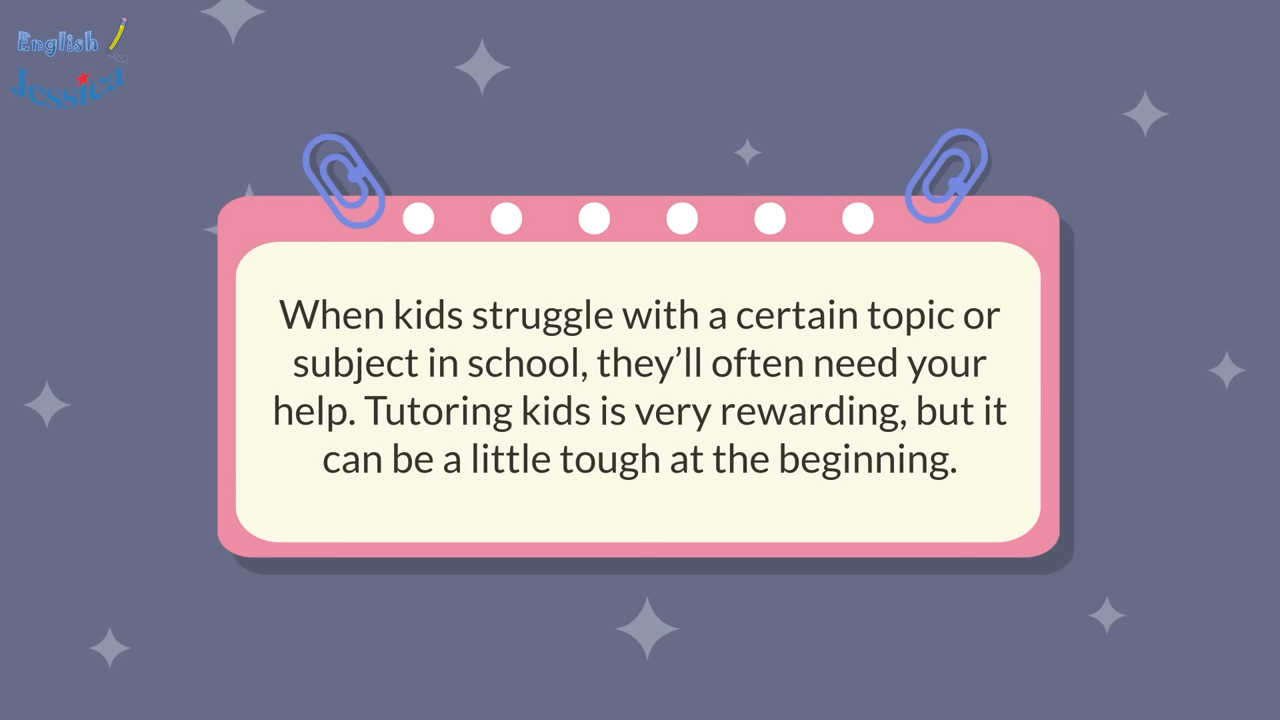 English
Jessica
When kids struggle with a certain topic or
subject in school, they’ll often need your
help. Tutoring kids is very rewarding, but it
can be a little tough at the beginning.